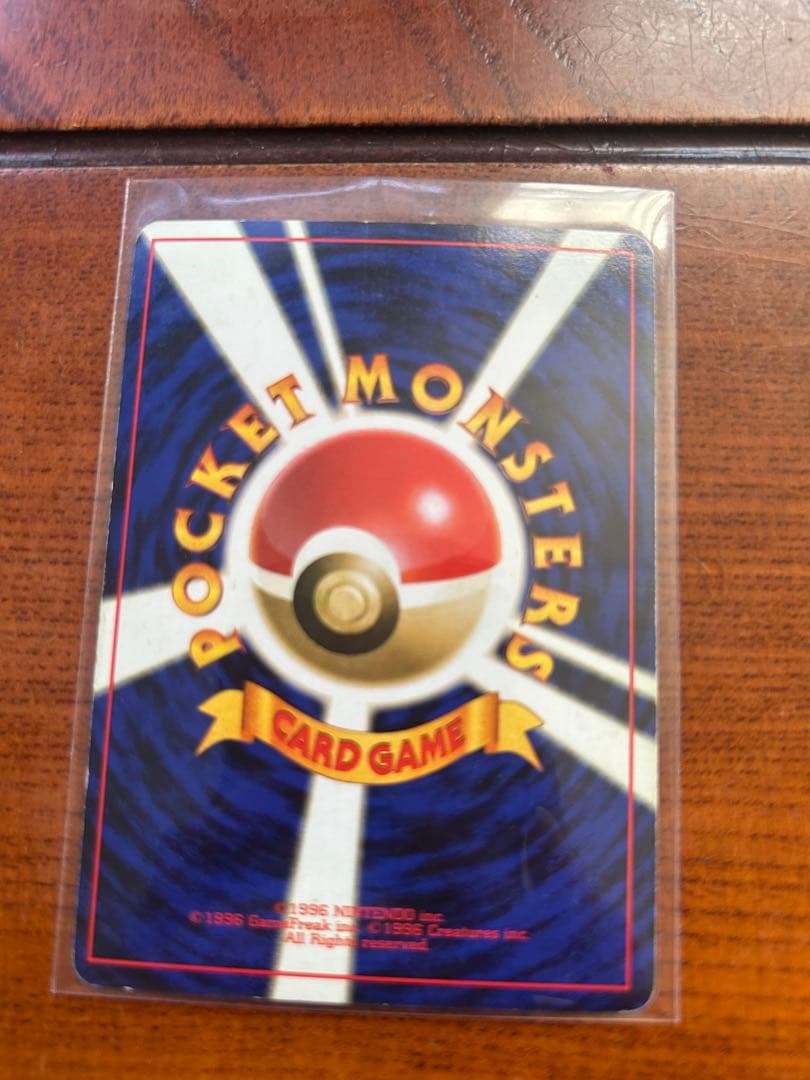 POCKET MONSTERS
CARD GAME
©1996 NINTENDO inc.
©1996 GameFreak inc. ©1996 Creatures inc.
All Rights reserved.